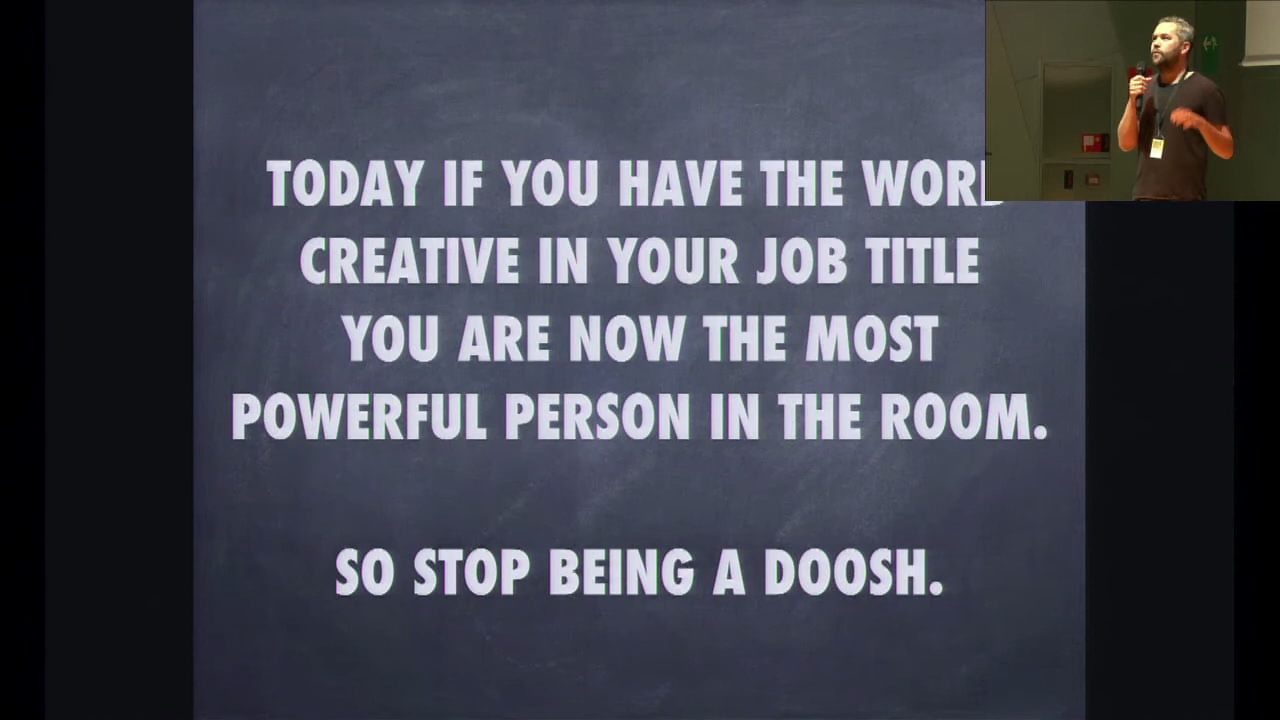 TODAY IF YOU HAVE THE WORD
CREATIVE IN YOUR JOB TITLE
YOU ARE NOW THE MOST
POWERFUL PERSON IN THE ROOM.
SO STOP BEING A DOOSH.